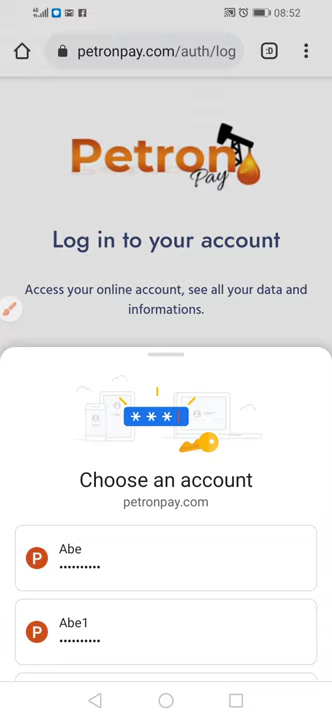 08:52
petronpay.com/auth/log
:D
Petron
Pay
Log in to your account
Access your online account, see all your data and
informations.
***
Choose an account
petronpay.com
P
Abe
••••••••••
P
Abe1
••••••••••